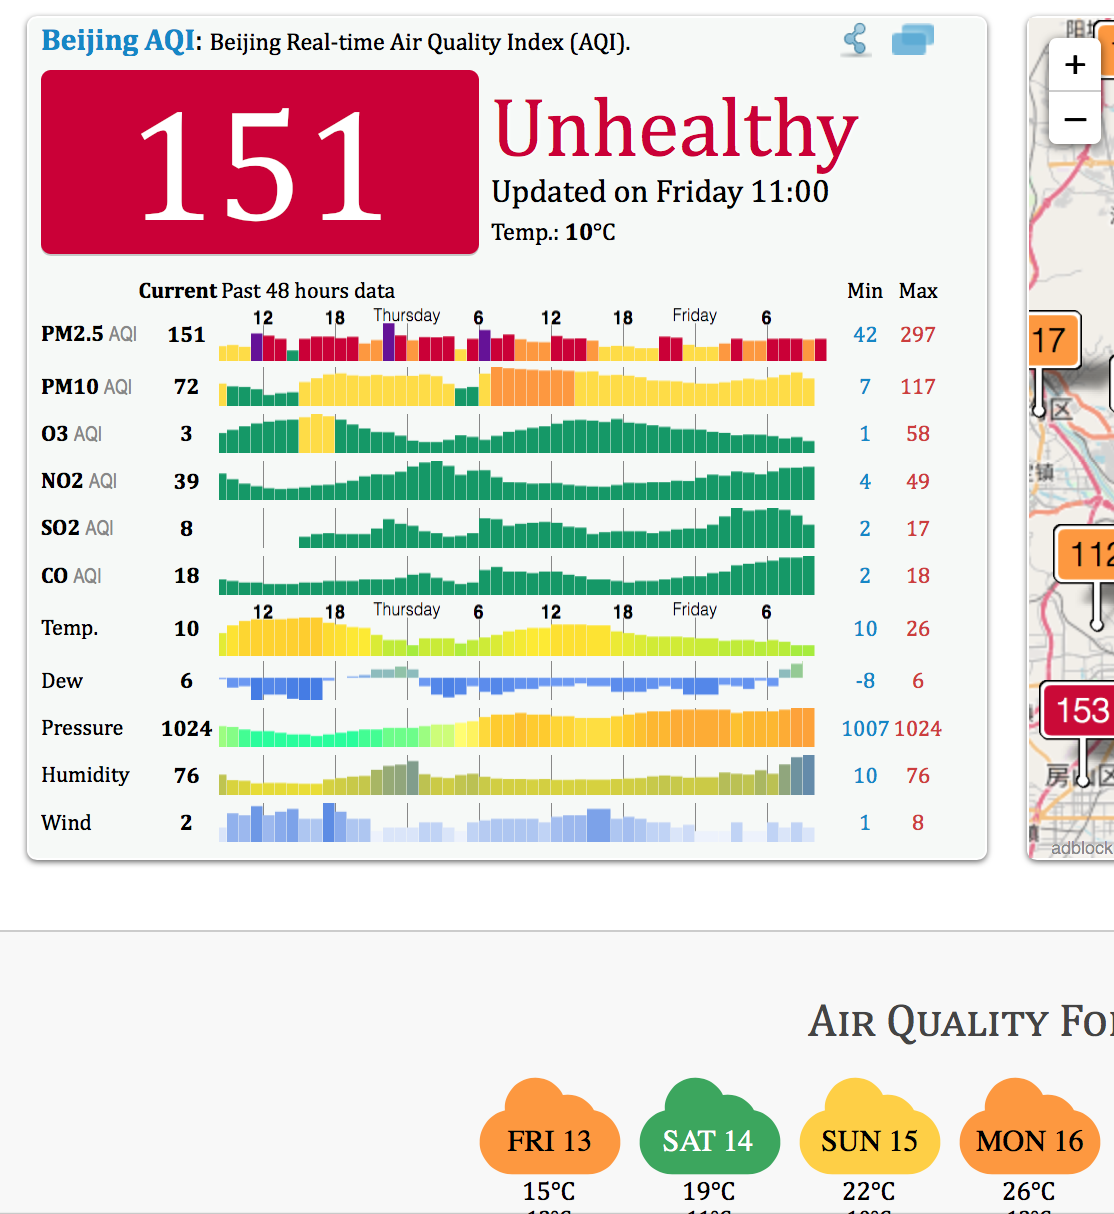 Beijing AQI: Beijing Real-time Air Quality Index (AQI).
151
Unhealthy
Updated on Friday 11:00
Temp.: 10°C
Current Past 48 hours data Min Max
12 18 Thursday 6 12 18 Friday 6
PM2.5 AQI 151 42 297
PM10 AQI 72 7 117
O3 AQI 3 1 58
NO2 AQI 39 4 49
SO2 AQI 8 2 17
CO AQI 18 2 18
12 18 Thursday 6 12 18 Friday 6
Temp. 10 10 26
Dew 6 -8 6
Pressure 1024 1007 1024
Humidity 76 10 76
Wind 2 1 8
+
−
17
区
镇
112
153
房山区
adblock
AIR QUALITY FO
FRI 13 SAT 14 SUN 15 MON 16
15°C 19°C 22°C 26°C